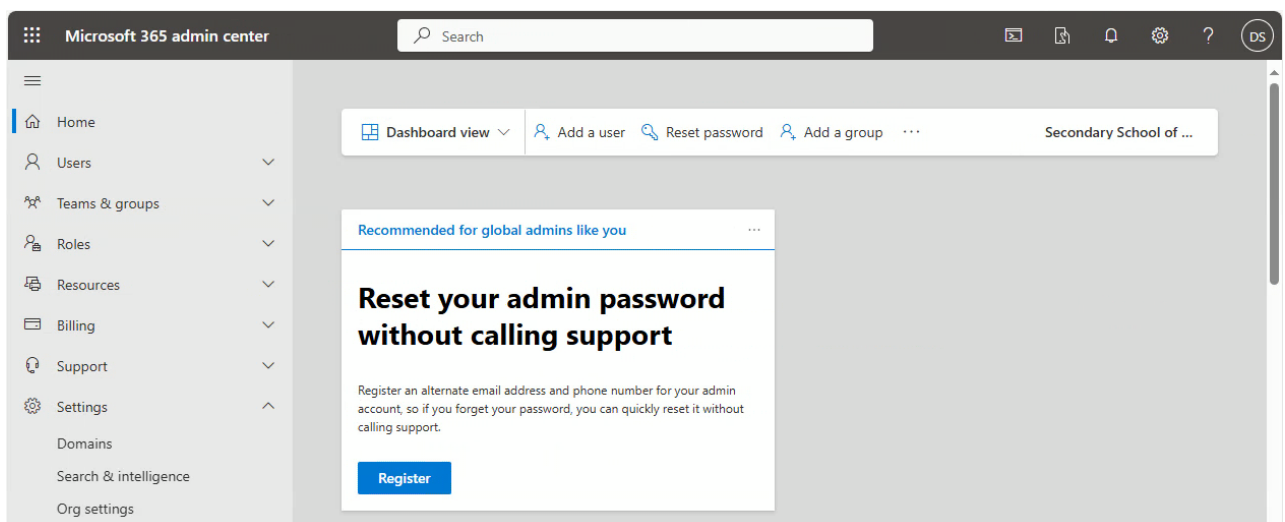 Microsoft 365 admin center
Search
?
DS
Home
Users
Teams & groups
Roles
Resources
Billing
Support
Settings
Domains
Search & intelligence
Org settings
Dashboard view
Add a user
Reset password
Add a group
...
Secondary School of ...
Recommended for global admins like you
...
Reset your admin password
without calling support
Register an alternate email address and phone number for your admin
account, so if you forget your password, you can quickly reset it without
calling support.
Register